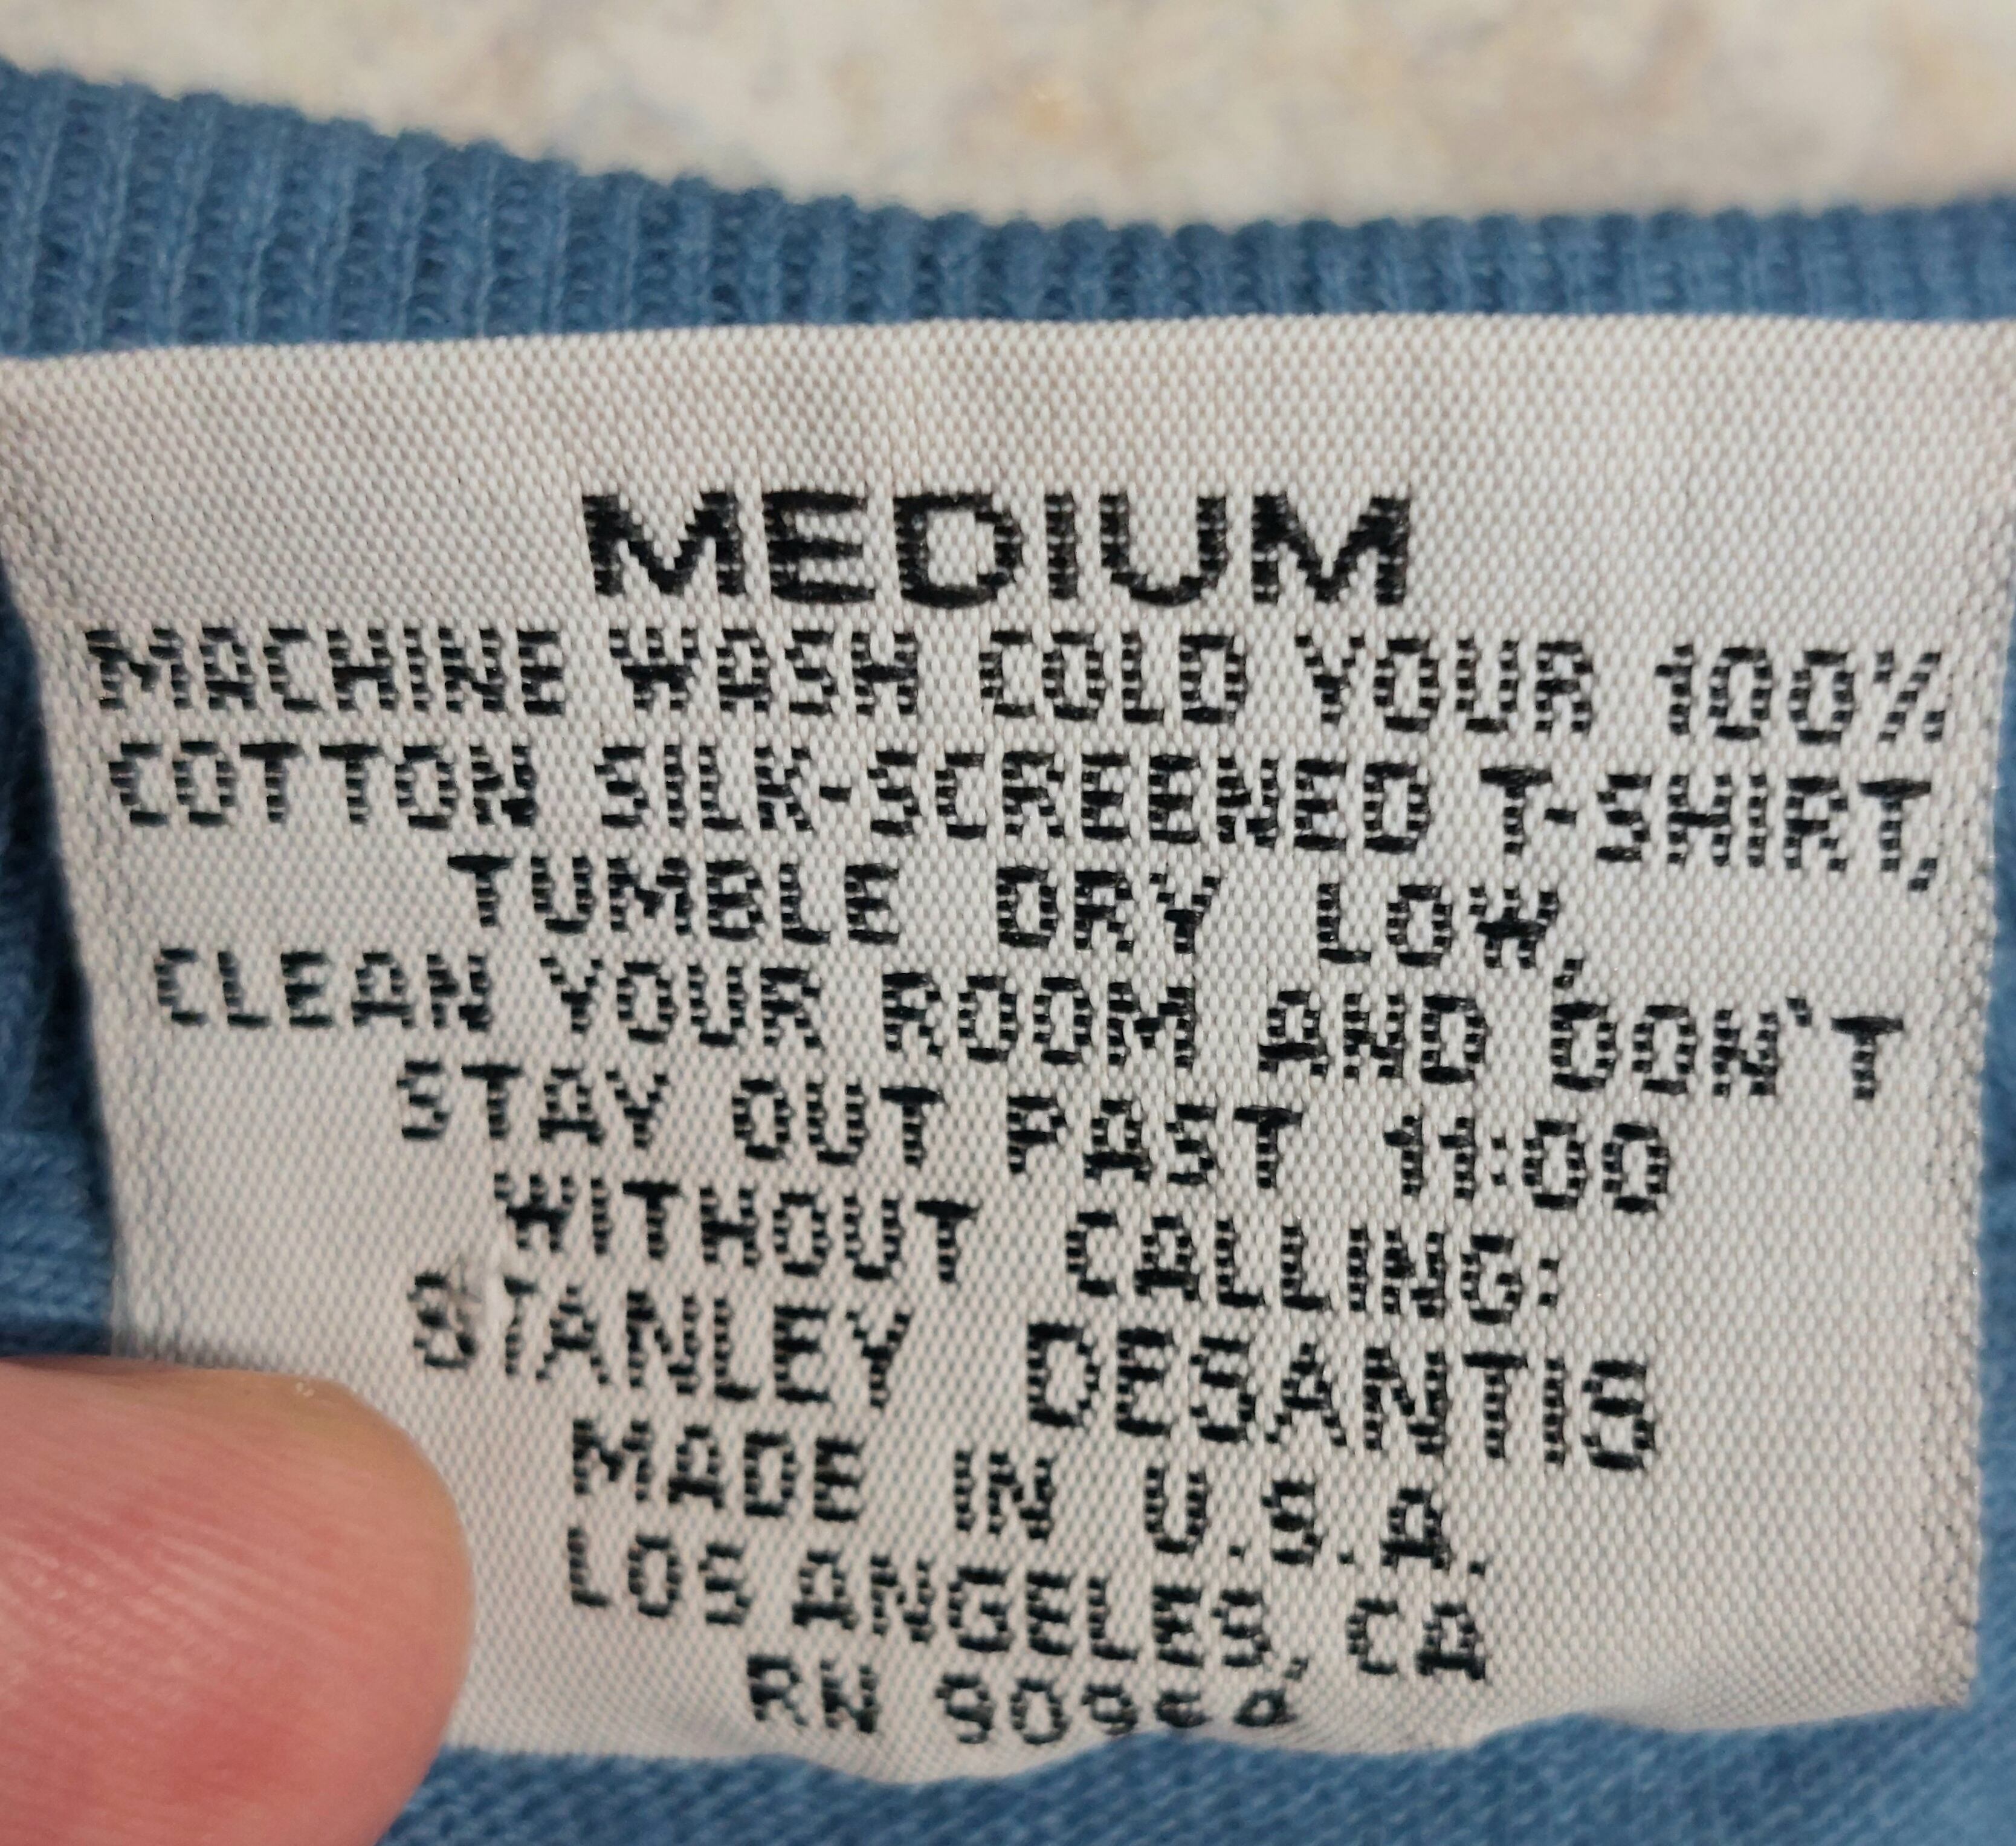 MEDIUM
MACHINE WASH COLD YOUR 100%
COTTON SILK-SCREENED T-SHIRT,
TUMBLE DRY LOW,
CLEAN YOUR ROOM AND DON'T
STAY OUT PAST 11:00
WITHOUT CALLING:
STANLEY DESANTIS
MADE IN U.S.A.
LOS ANGELES, CA
RN